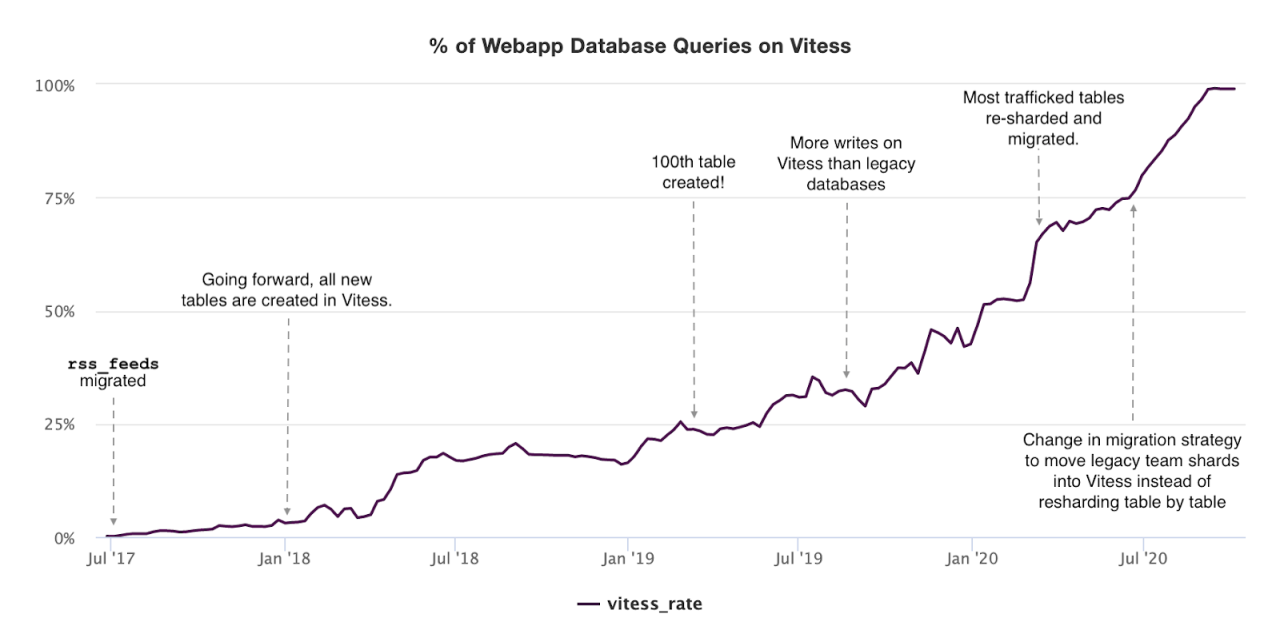 % of Webapp Database Queries on Vitess
100%
75%
50%
25%
0%
rss_feeds
migrated
Going forward, all new
tables are created in Vitess.
100th table
created!
More writes on
Vitess than legacy
databases
Most trafficked tables
re-sharded and
migrated.
Change in migration strategy
to move legacy team shards
into Vitess instead of
resharding table by table
Jul '17
Jan '18
Jul '18
Jan '19
Jul '19
Jan '20
Jul '20
vitess_rate